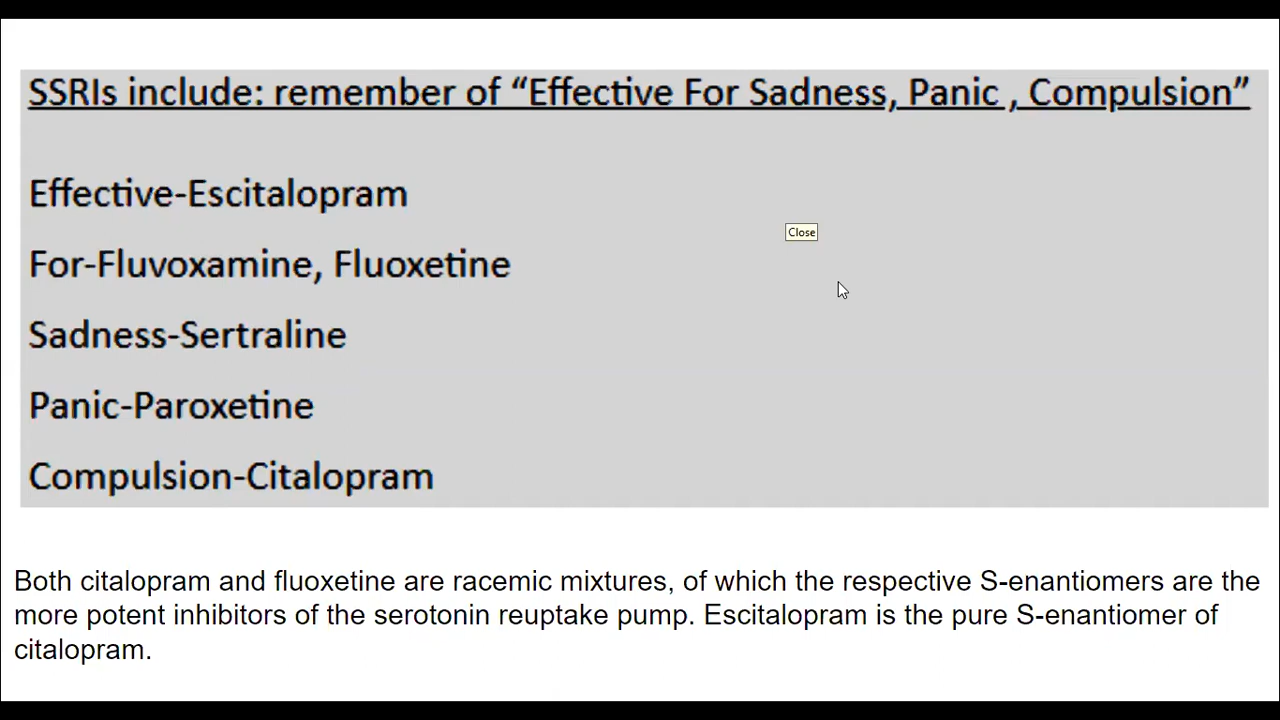 SSRIs include: remember of “Effective For Sadness, Panic , Compulsion”
Effective-Escitalopram
Close
For-Fluvoxamine, Fluoxetine
Sadness-Sertraline
Panic-Paroxetine
Compulsion-Citalopram
Both citalopram and fluoxetine are racemic mixtures, of which the respective S-enantiomers are the
more potent inhibitors of the serotonin reuptake pump. Escitalopram is the pure S-enantiomer of
citalopram.